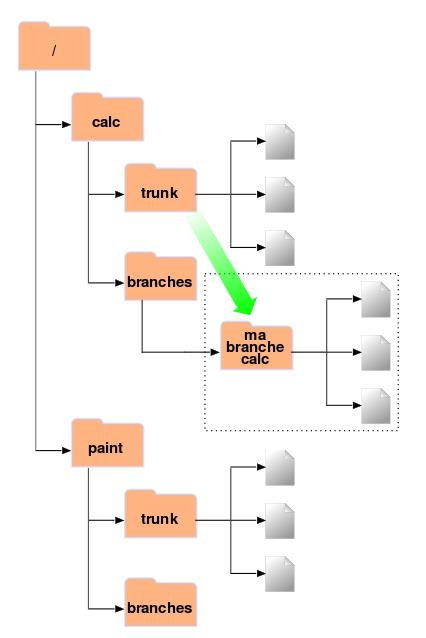 /
calc
trunk
branches
ma
branche
calc
paint
trunk
branches